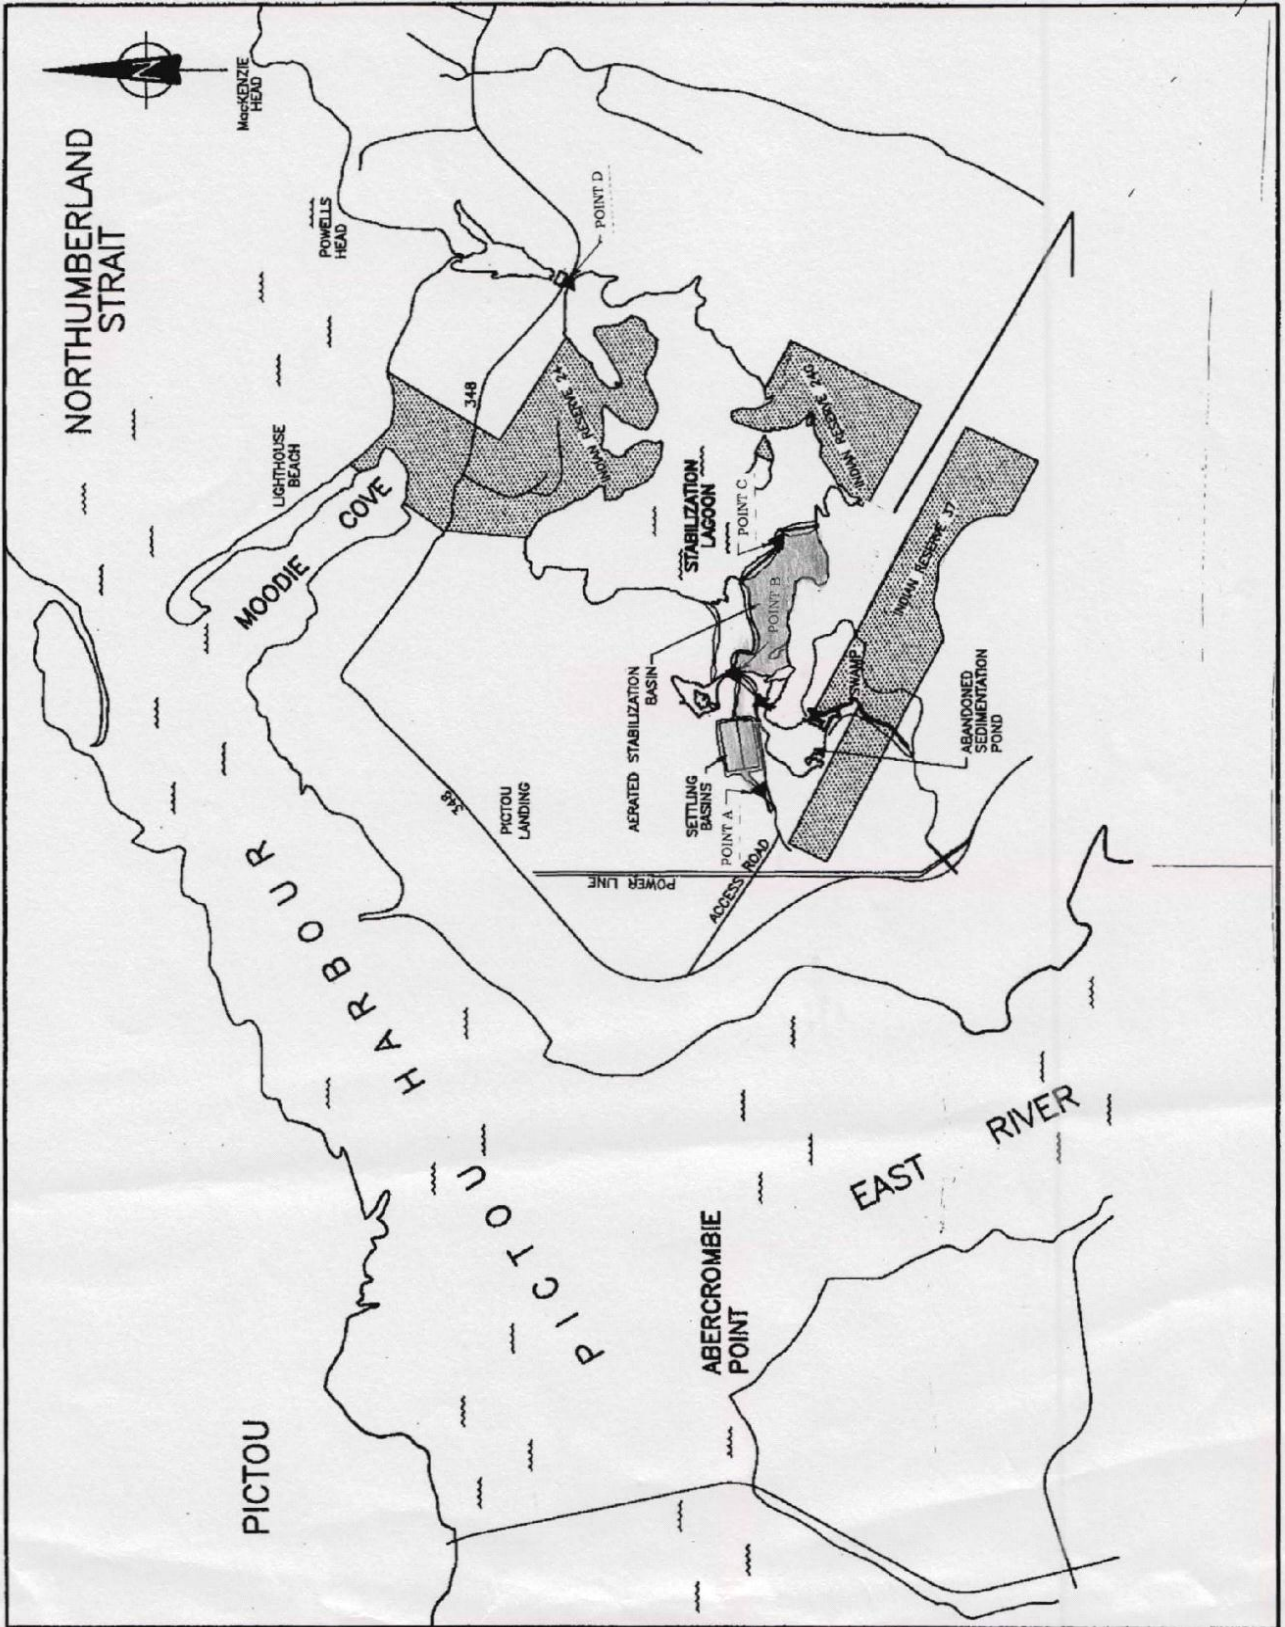 NORTHUMBERLAND
STRAIT
N
MacKENZIE
HEAD
POWELLS
HEAD
LIGHTHOUSE
BEACH
MOODIE
COVE
348
POINT D
INDIAN RESERVE 24
STABILIZATION
LAGOON
POINT C
INDIAN RESERVE 24G
INDIAN RESERVE 37
POINT B
AERATED STABILIZATION
BASIN
SETTLING
BASINS
POINT A
SWAMP
ABANDONED
SEDIMENTATION
POND
348
PICTOU
LANDING
POWER LINE
ACCESS ROAD
PICTOU HARBOUR
EAST RIVER
ABERCROMBIE
POINT
PICTOU